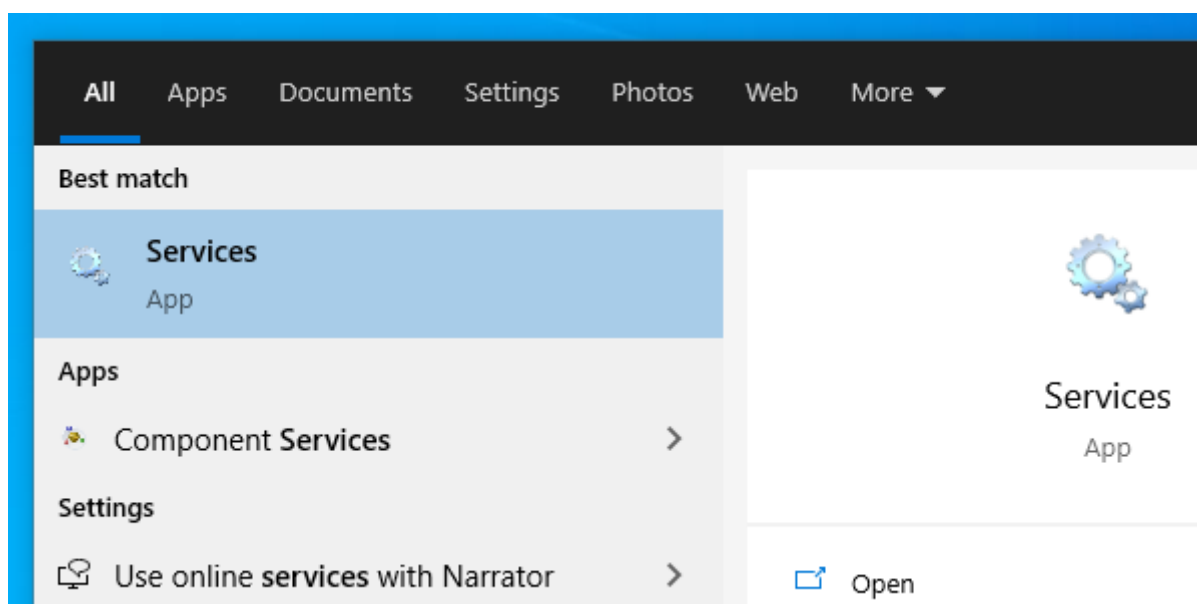 All Apps Documents Settings Photos Web More
Best match
Services
App
Apps
Component Services
Settings
Use online services with Narrator
Services
App
Open